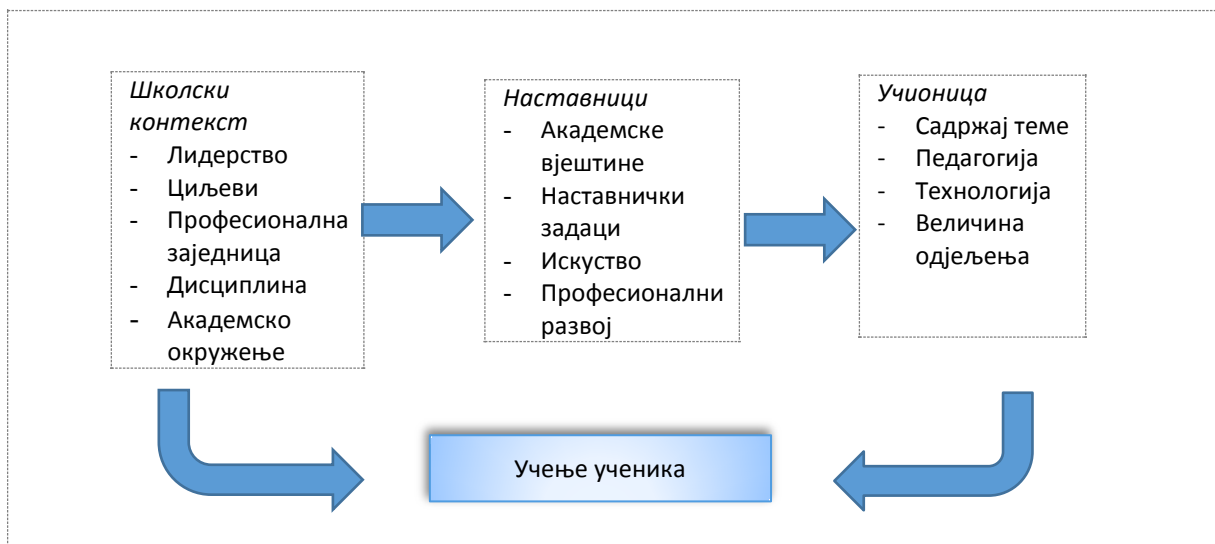 Школски
контекст
- Лидерство
- Циљеви
- Професионална
заједница
- Дисциплина
- Академско
окружење
Наставници
- Академске
вјештине
- Наставнички
задаци
- Искуство
- Професионални
развој
Учионица
- Садржај теме
- Педагогија
- Технологија
- Величина
одјељења
Учење ученика